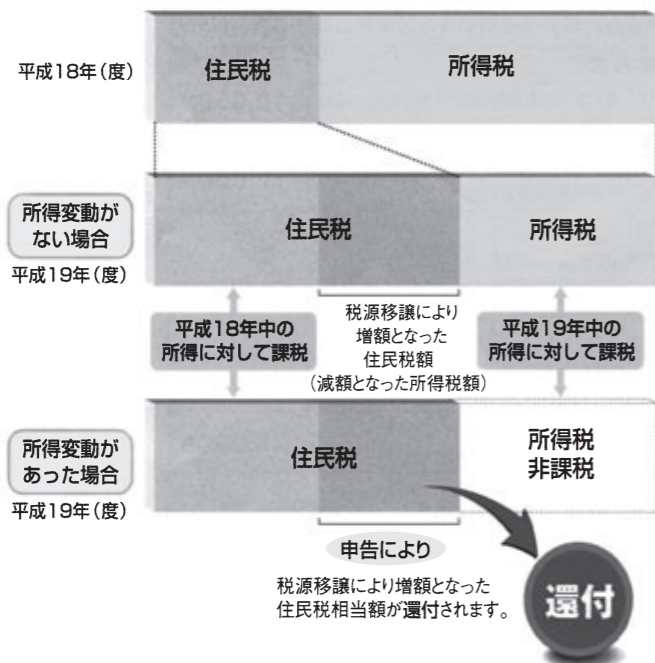 平成18年(度)
住民税
所得税
所得変動が
ない場合
平成19年(度)
住民税
所得税
平成18年中の
所得に対して課税
税源移譲により
増額となった
住民税額
(減額となった所得税額)
平成19年中の
所得に対して課税
所得変動が
あった場合
平成19年(度)
住民税
所得税
非課税
申告により
税源移譲により増額となった
住民税相当額が還付されます。
還付